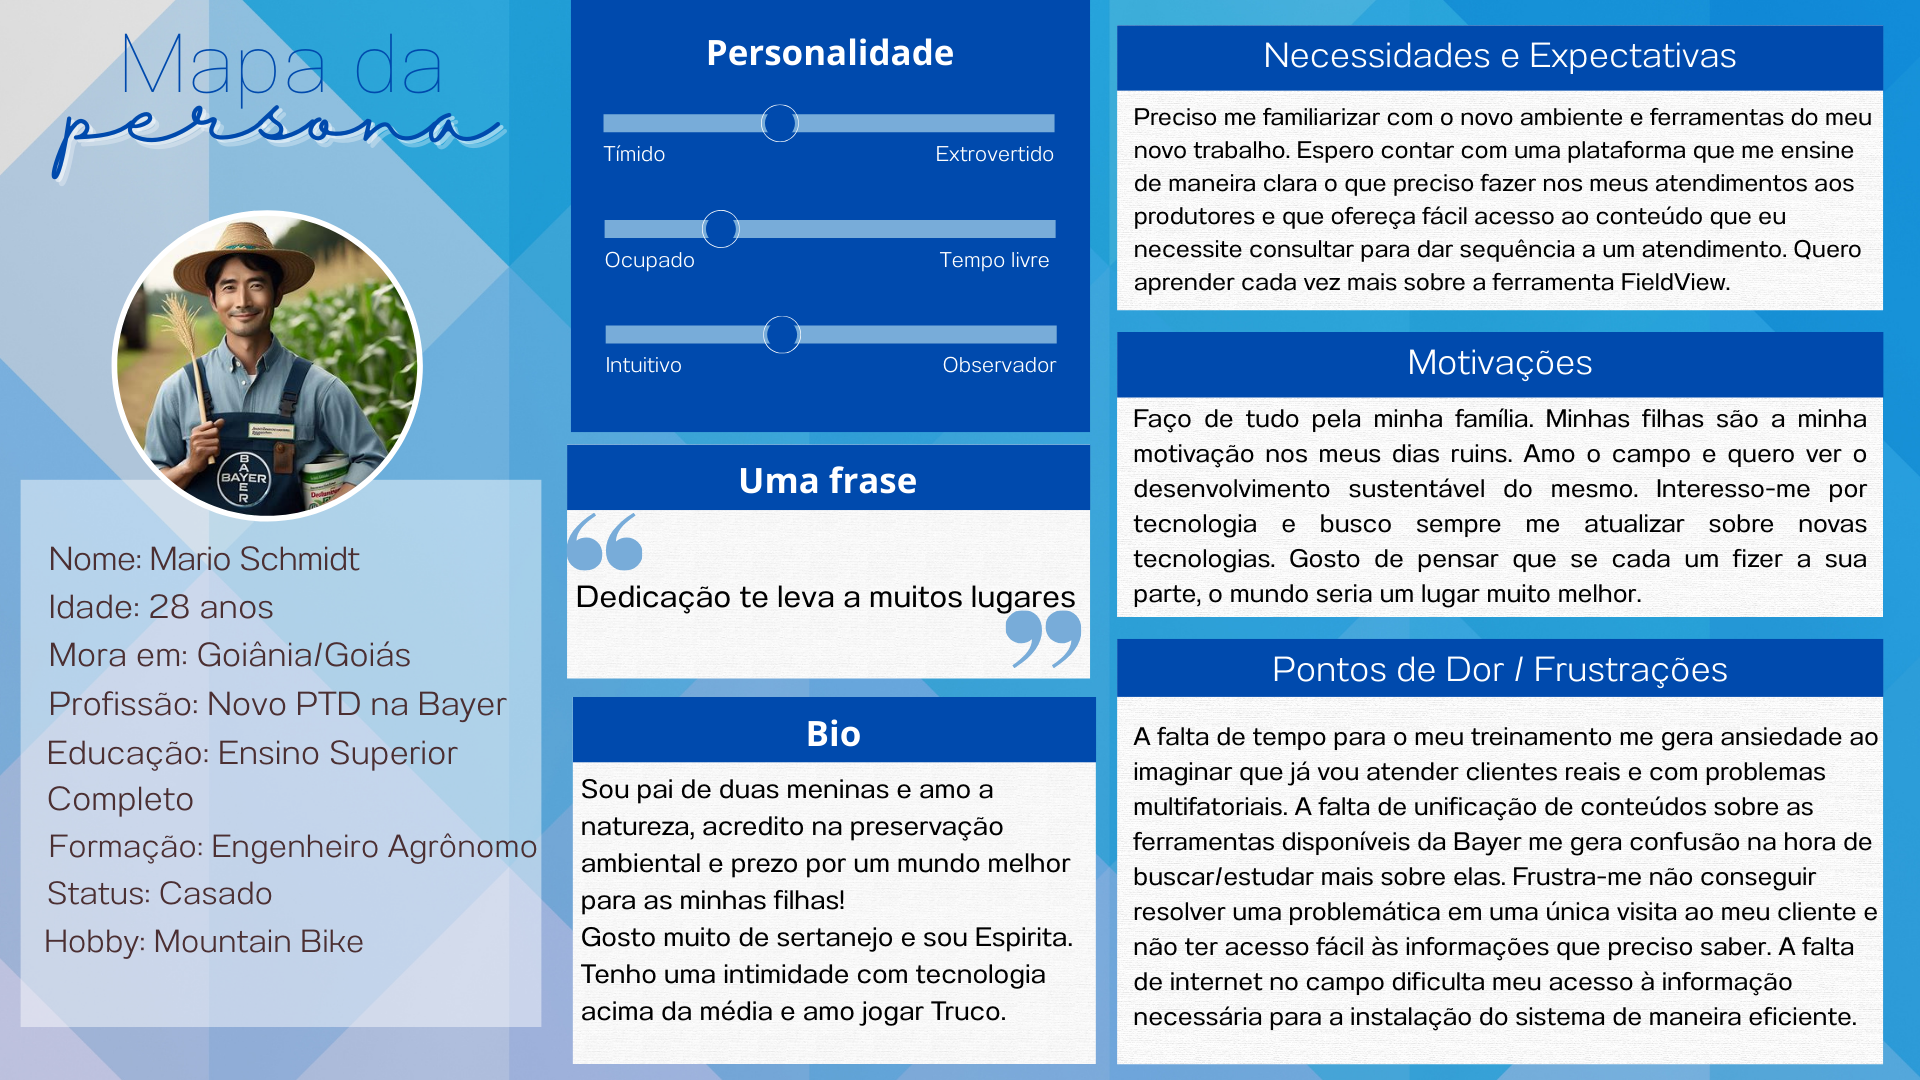 Mapa da
persona
BAYER
BAYER
Nome: Mario Schmidt
Idade: 28 anos
Mora em: Goiânia/Goiás
Profissão: Novo PTD na Bayer
Educação: Ensino Superior
Completo
Formação: Engenheiro Agrônomo
Status: Casado
Hobby: Mountain Bike
Personalidade
Tímido Extrovertido
Ocupado Tempo livre
Intuitivo Observador
Uma frase
“
Dedicação te leva a muitos lugares
”
Bio
Sou pai de duas meninas e amo a
natureza, acredito na preservação
ambiental e prezo por um mundo melhor
para as minhas filhas!
Gosto muito de sertanejo e sou Espirita.
Tenho uma intimidade com tecnologia
acima da média e amo jogar Truco.
Necessidades e Expectativas
Preciso me familiarizar com o novo ambiente e ferramentas do meu
novo trabalho. Espero contar com uma plataforma que me ensine
de maneira clara o que preciso fazer nos meus atendimentos aos
produtores e que ofereça fácil acesso ao conteúdo que eu
necessite consultar para dar sequência a um atendimento. Quero
aprender cada vez mais sobre a ferramenta FieldView.
Motivações
Faço de tudo pela minha família. Minhas filhas são a minha
motivação nos meus dias ruins. Amo o campo e quero ver o
desenvolvimento sustentável do mesmo. Interesso-me por
tecnologia e busco sempre me atualizar sobre novas
tecnologias. Gosto de pensar que se cada um fizer a sua
parte, o mundo seria um lugar muito melhor.
Pontos de Dor / Frustrações
A falta de tempo para o meu treinamento me gera ansiedade ao
imaginar que já vou atender clientes reais e com problemas
multifatoriais. A falta de unificação de conteúdos sobre as
ferramentas disponíveis da Bayer me gera confusão na hora de
buscar/estudar mais sobre elas. Frustra-me não conseguir
resolver uma problemática em uma única visita ao meu cliente e
não ter acesso fácil às informações que preciso saber. A falta
de internet no campo dificulta meu acesso à informação
necessária para a instalação do sistema de maneira eficiente.